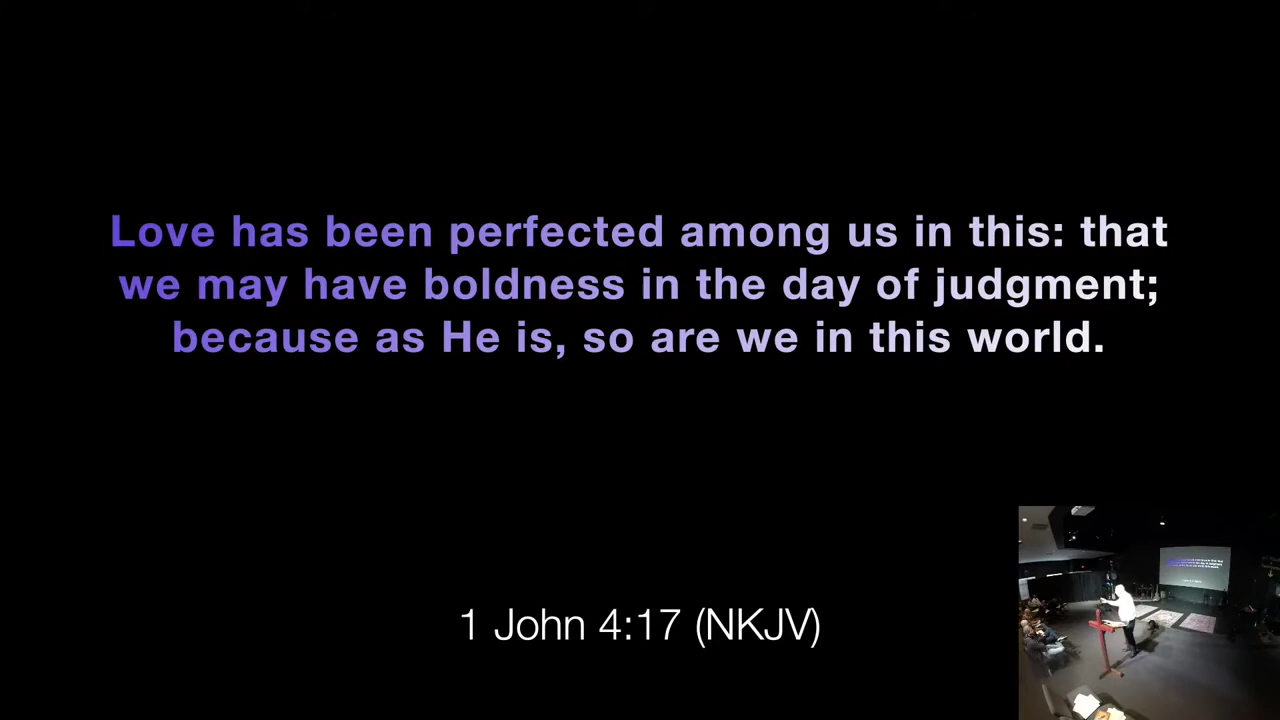 Love has been perfected among us in this: that
we may have boldness in the day of judgment;
because as He is, so are we in this world.
1 John 4:17 (NKJV)